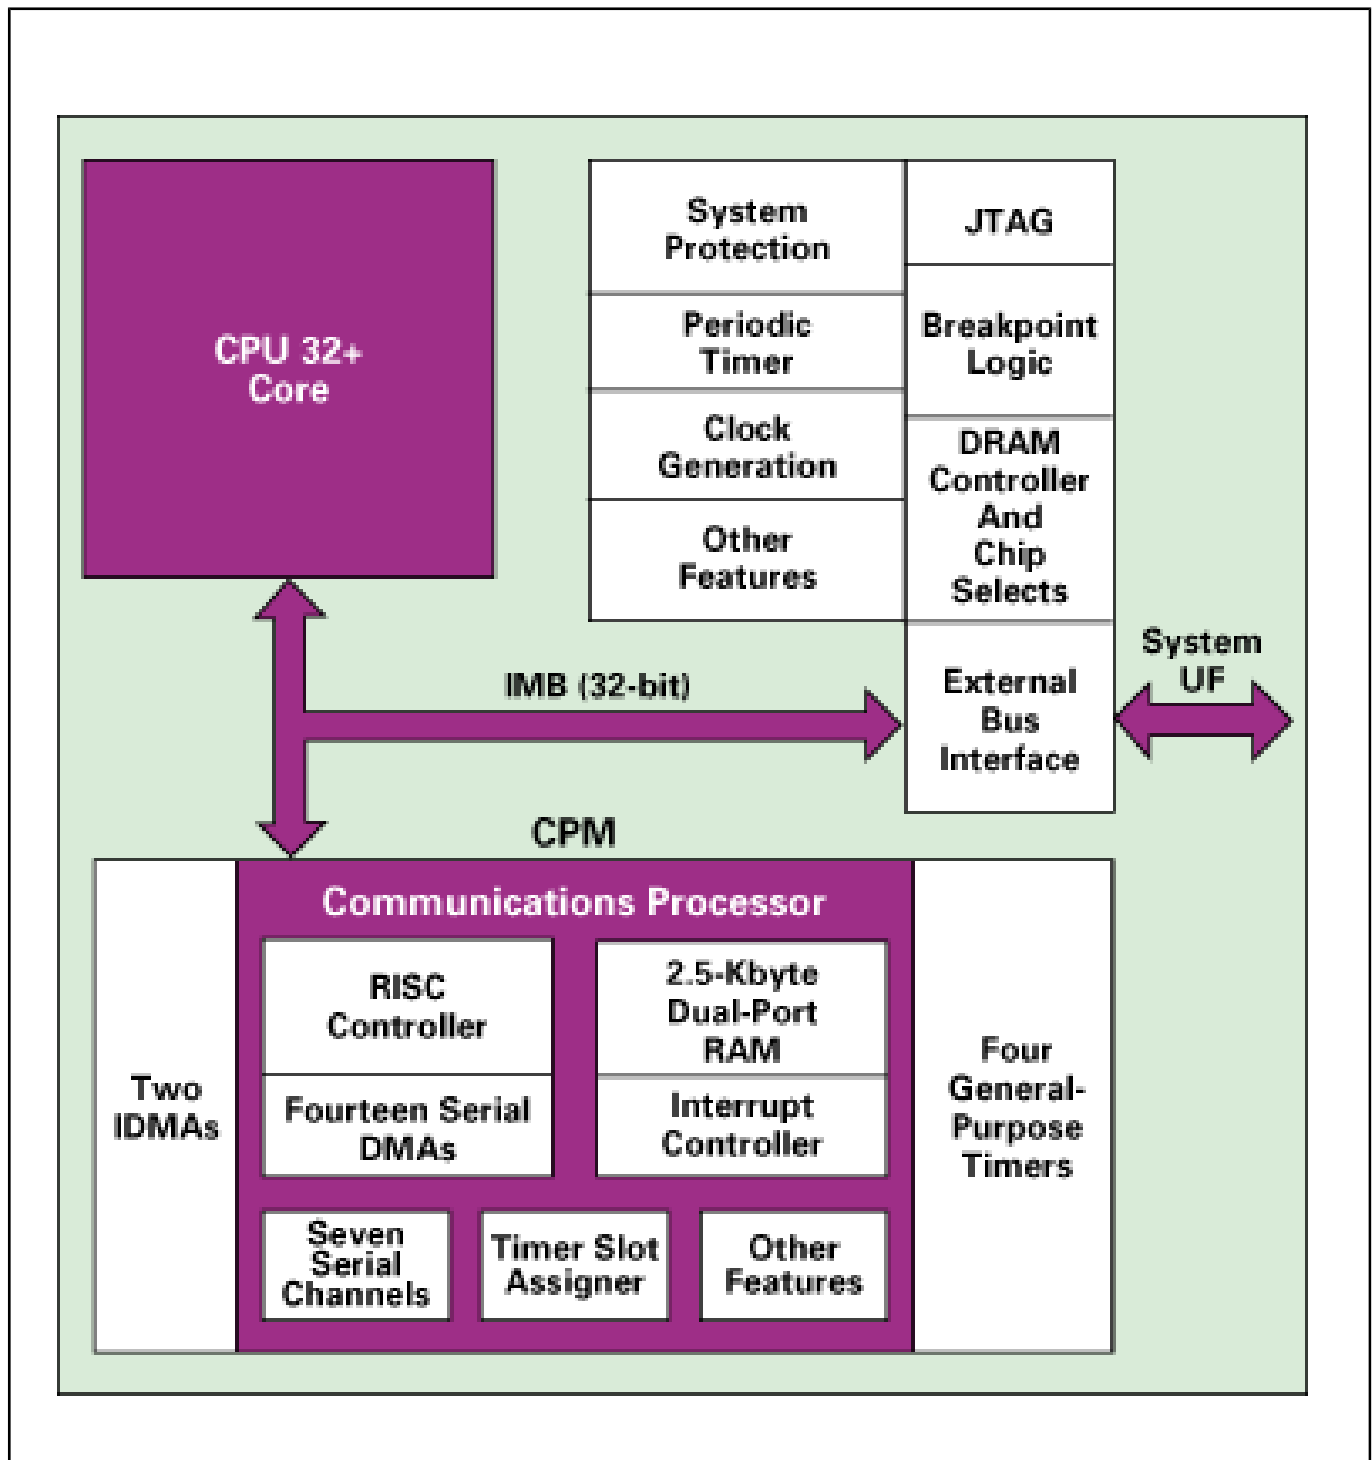 CPU 32+
Core
System
Protection
JTAG
Periodic
Timer
Breakpoint
Logic
Clock
Generation
DRAM
Controller
And
Chip
Selects
Other
Features
IMB (32-bit)
External
Bus
Interface
System
UF
CPM
Communications Processor
Two
IDMAs
RISC
Controller
2.5-Kbyte
Dual-Port
RAM
Fourteen Serial
DMAs
Interrupt
Controller
Seven
Serial
Channels
Timer Slot
Assigner
Other
Features
Four
General-
Purpose
Timers